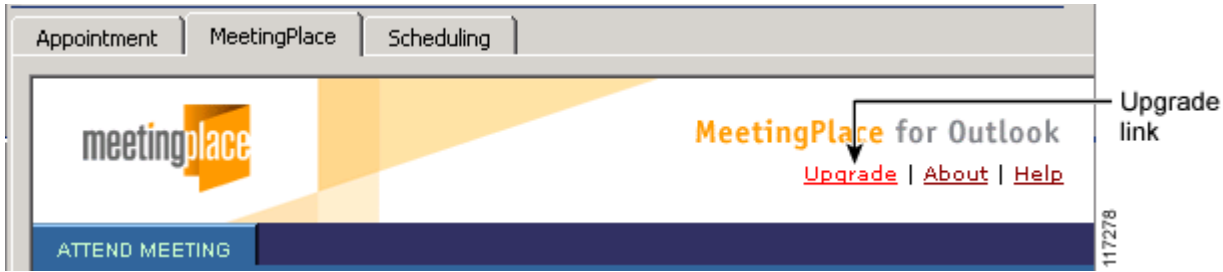 Appointment MeetingPlace Scheduling
meetingplace
MeetingPlace for Outlook
Upgrade | About | Help
Upgrade
link
ATTEND MEETING
117278